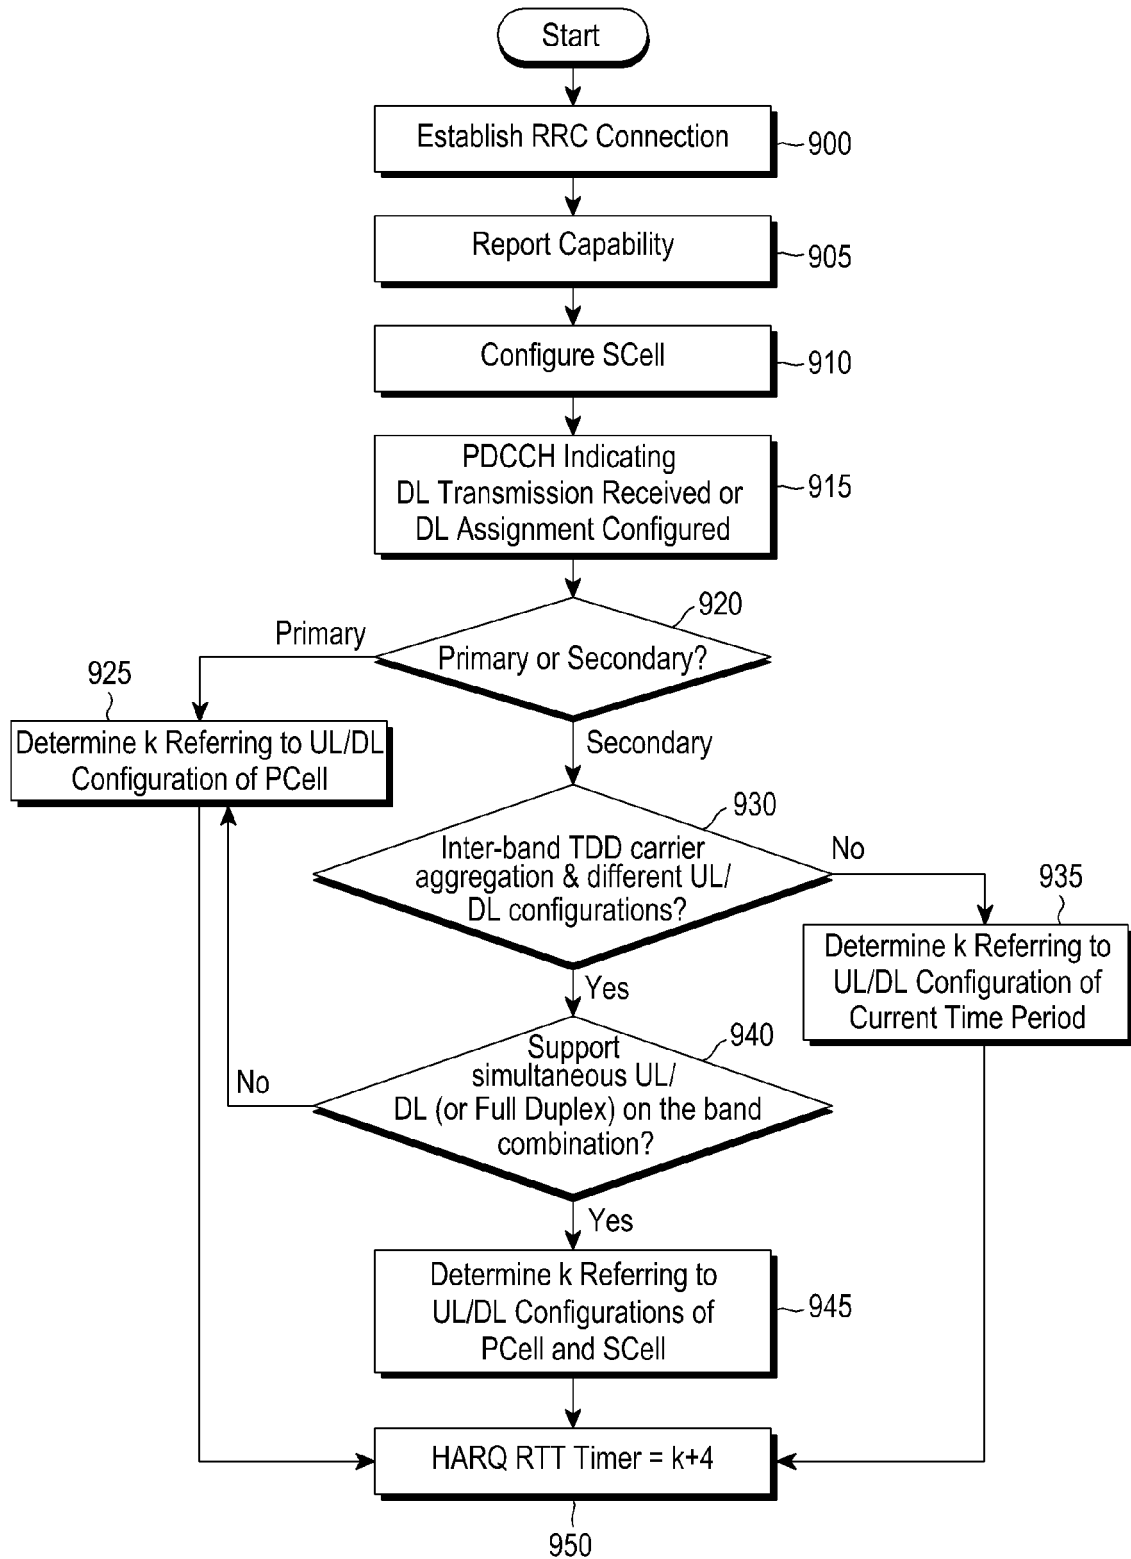 Start
Establish RRC Connection
900
Report Capability
905
Configure SCell
910
PDCCH Indicating
DL Transmission Received or
DL Assignment Configured
915
920
Primary
Primary or Secondary?
925
Determine k Referring to UL/DL
Configuration of PCell
Secondary
930
Inter-band TDD carrier
aggregation & different UL/
DL configurations?
No
935
Determine k Referring to
UL/DL Configuration of
Current Time Period
Yes
940
Support
simultaneous UL/
DL (or Full Duplex) on the band
combination?
No
Yes
Determine k Referring to
UL/DL Configurations of
PCell and SCell
945
HARQ RTT Timer = k+4
950